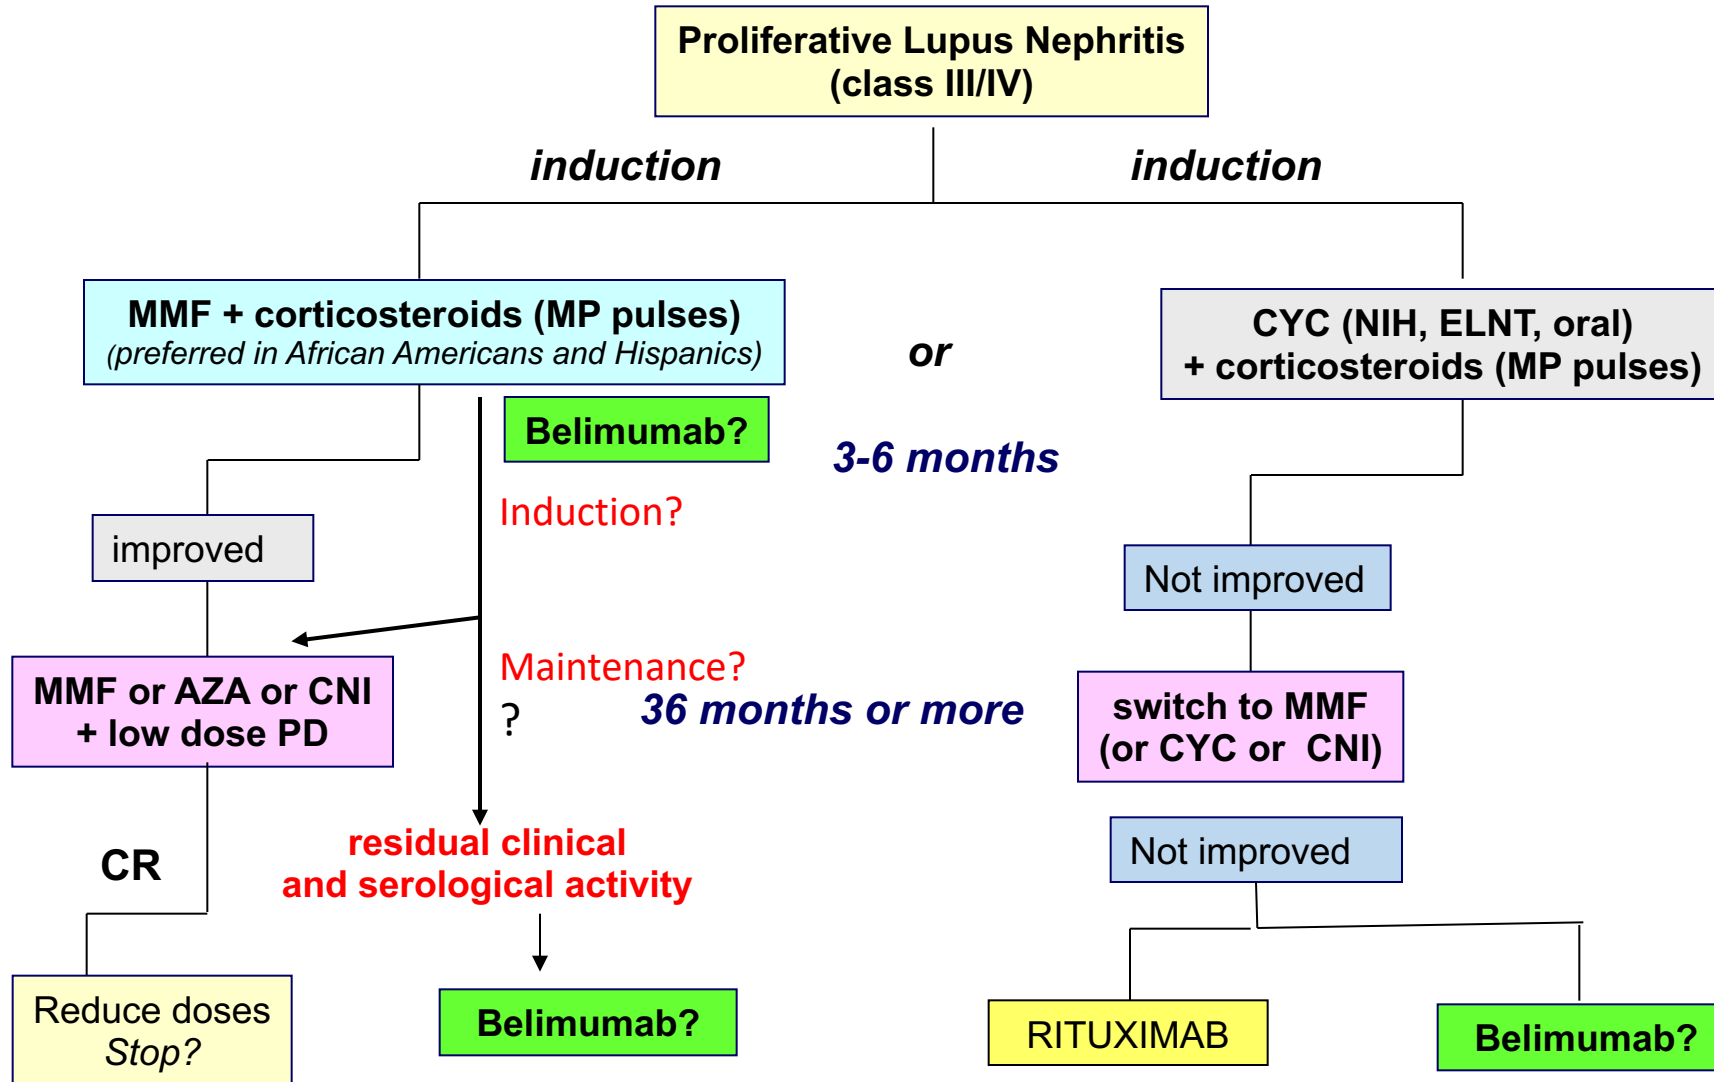 Proliferative Lupus Nephritis
(class III/IV)
induction
induction
MMF + corticosteroids (MP pulses)
(preferred in African Americans and Hispanics)
or
CYC (NIH, ELNT, oral)
+ corticosteroids (MP pulses)
Belimumab?
3-6 months
Induction?
improved
Not improved
Maintenance?
?
36 months or more
MMF or AZA or CNI
+ low dose PD
switch to MMF
(or CYC or CNI)
CR
residual clinical
and serological activity
Not improved
Reduce doses
Stop?
Belimumab?
RITUXIMAB
Belimumab?